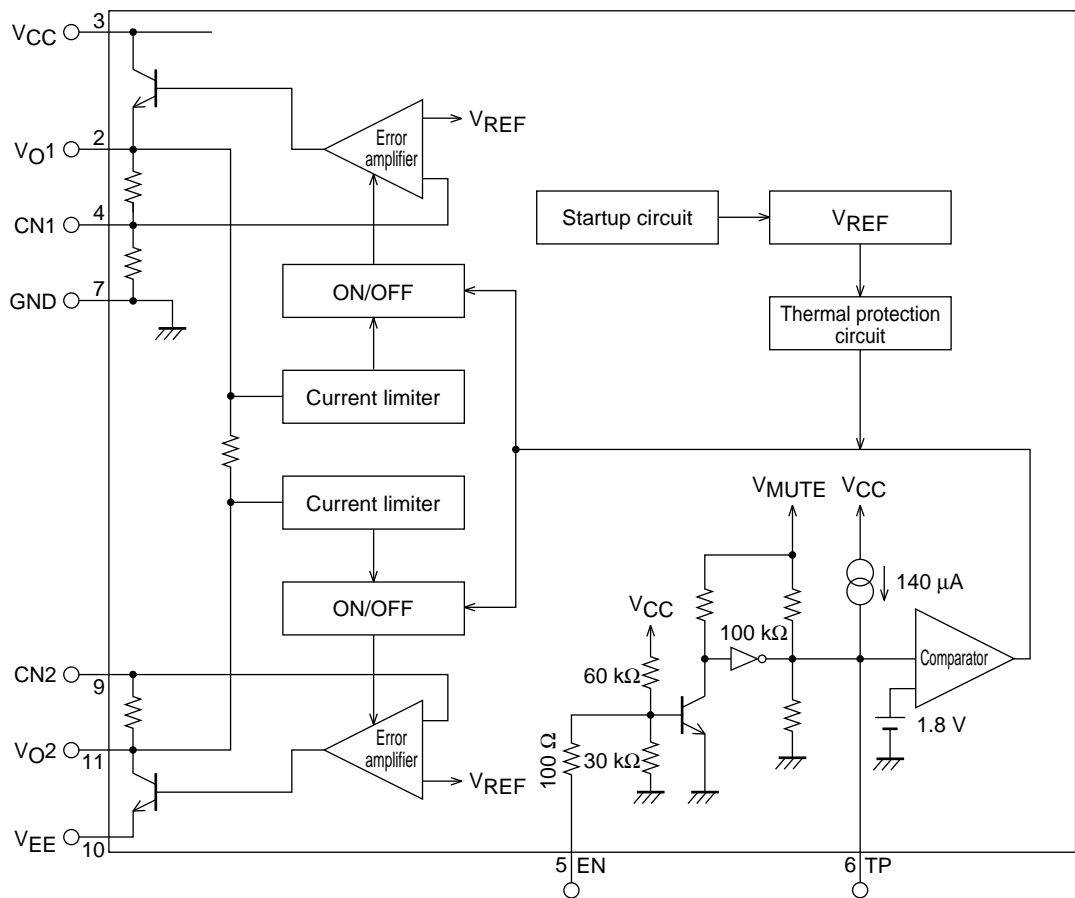 VCC
3
VO1
2
CN1
4
GND
7
Error
amplifier
VREF
ON/OFF
Current limiter
Startup circuit
VREF
Thermal protection
circuit
Current limiter
ON/OFF
VMUTE
VCC
140 µA
VCC
100 kΩ
60 kΩ
Comparator
1.8 V
100 Ω
30 kΩ
CN2
9
Error
amplifier
VREF
VO2
11
VEE
10
5
EN
6
TP